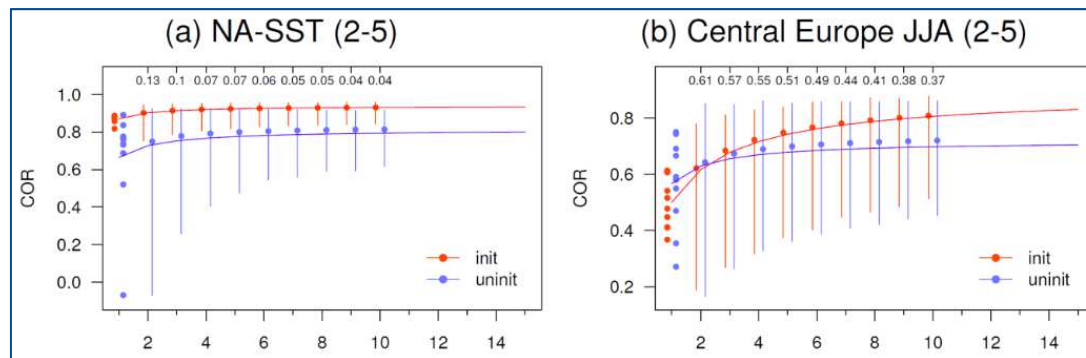 (a) NA-SST (2-5)
0.13 0.1 0.07 0.07 0.06 0.05 0.05 0.04 0.04
1.0
0.8
0.6
0.4
0.2
0.0
COR
init
uninit
2 4 6 8 10 12 14
(b) Central Europe JJA (2-5)
0.61 0.57 0.55 0.51 0.49 0.44 0.41 0.38 0.37
0.8
0.6
0.4
0.2
COR
init
uninit
2 4 6 8 10 12 14